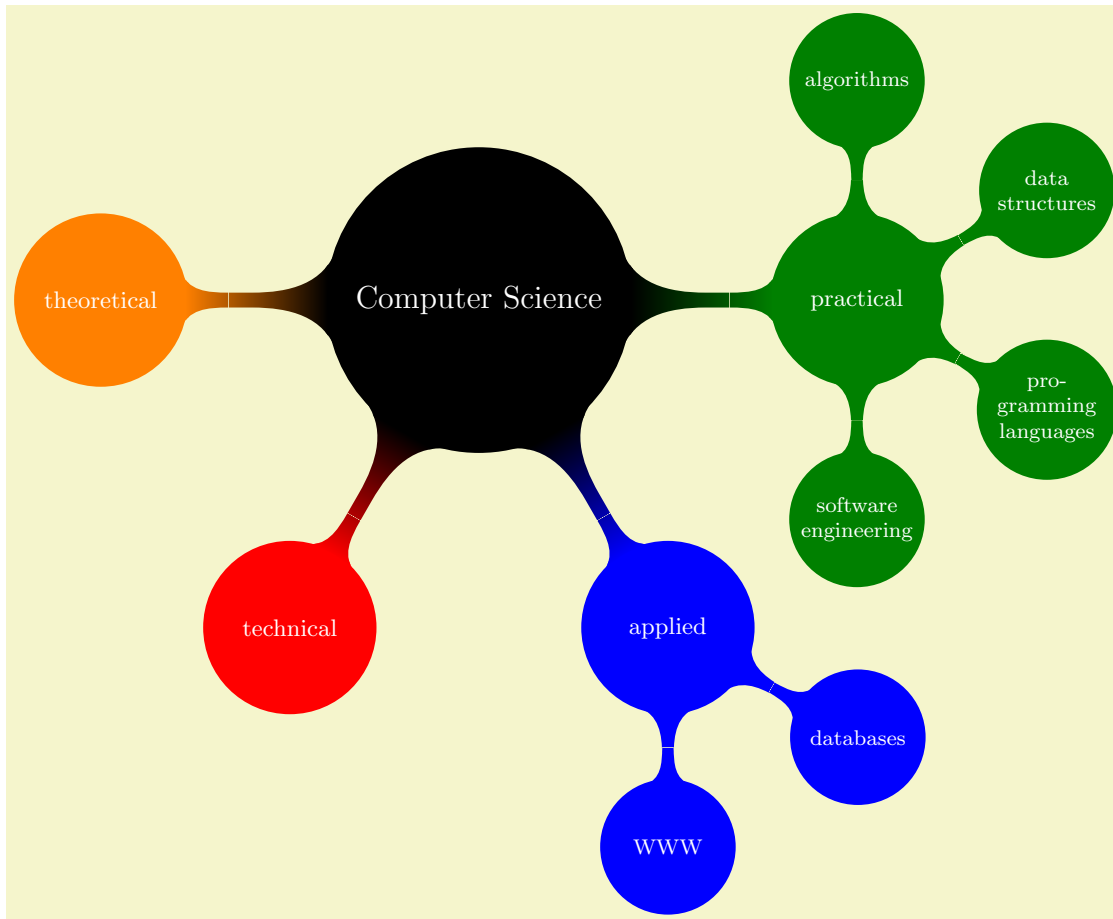 algorithms
data
structures
theoretical
Computer Science
practical
pro-
gramming
languages
software
engineering
technical
applied
databases
WWW